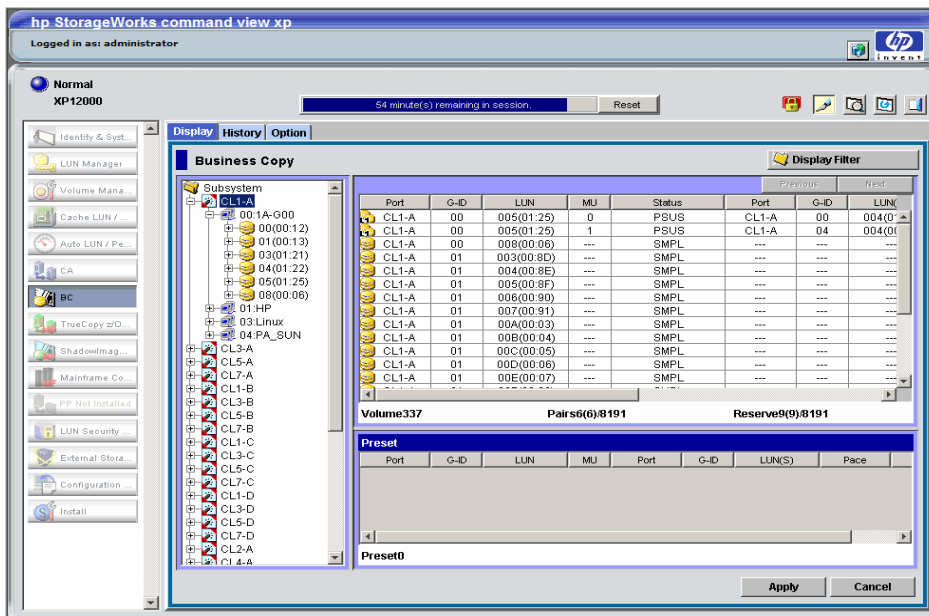 hp StorageWorks command view xp
Logged in as: administrator
hp
invent
Normal
XP12000
54 minute(s) remaining in session.
Reset
Identity & Syst...
LUN Manager
Volume Mana...
Cache LUN / ...
Auto LUN / Pe...
CA
BC
TrueCopy z/O...
ShadowImag...
Mainframe Co...
PP Not Installed
LUN Security ...
External Stora...
Configuration ...
Install
Display History Option
Business Copy
Display Filter
Subsystem
CL1-A
00:1A-G00
00(00:12)
01(00:13)
03(01:21)
04(01:22)
05(01:25)
08(00:06)
01:HP
03:Linux
04:PA_SUN
CL3-A
CL5-A
CL7-A
CL1-B
CL3-B
CL5-B
CL7-B
CL1-C
CL3-C
CL5-C
CL7-C
CL1-D
CL3-D
CL5-D
CL7-D
CL2-A
CL4-A
Previous Next
Port G-ID LUN MU Status Port G-ID LUN(
CL1-A 00 005(01:25) 0 PSUS CL1-A 00 004(01
CL1-A 00 005(01:25) 1 PSUS CL1-A 04 004(00
CL1-A 00 008(00:06) --- SMPL --- --- ---
CL1-A 01 003(00:8D) --- SMPL --- --- ---
CL1-A 01 004(00:8E) --- SMPL --- --- ---
CL1-A 01 005(00:8F) --- SMPL --- --- ---
CL1-A 01 006(00:90) --- SMPL --- --- ---
CL1-A 01 007(00:91) --- SMPL --- --- ---
CL1-A 01 00A(00:03) --- SMPL --- --- ---
CL1-A 01 00B(00:04) --- SMPL --- --- ---
CL1-A 01 00C(00:05) --- SMPL --- --- ---
CL1-A 01 00D(00:06) --- SMPL --- --- ---
CL1-A 01 00E(00:07) --- SMPL --- --- ---
Volume337 Pairs6(6)/8191 Reserve9(9)/8191
Preset
Port G-ID LUN MU Port G-ID LUN(S) Pace
Preset0
Apply Cancel